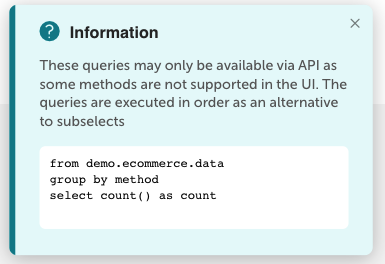 Information
These queries may only be available via API as
some methods are not supported in the UI. The
queries are executed in order as an alternative
to subselects
from demo.ecommerce.data
group by method
select count() as count